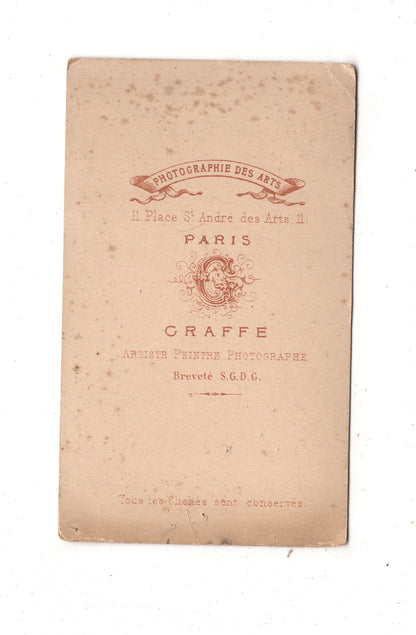 PHOTOGRAPHIE DES ARTS
11. Place St André des Arts. 11.
PARIS
G
GRAFFE
ARTISTE PEINTRE PHOTOGRAPHE
Breveté S.G.D.G.
Tous les Clichés sont conservés.